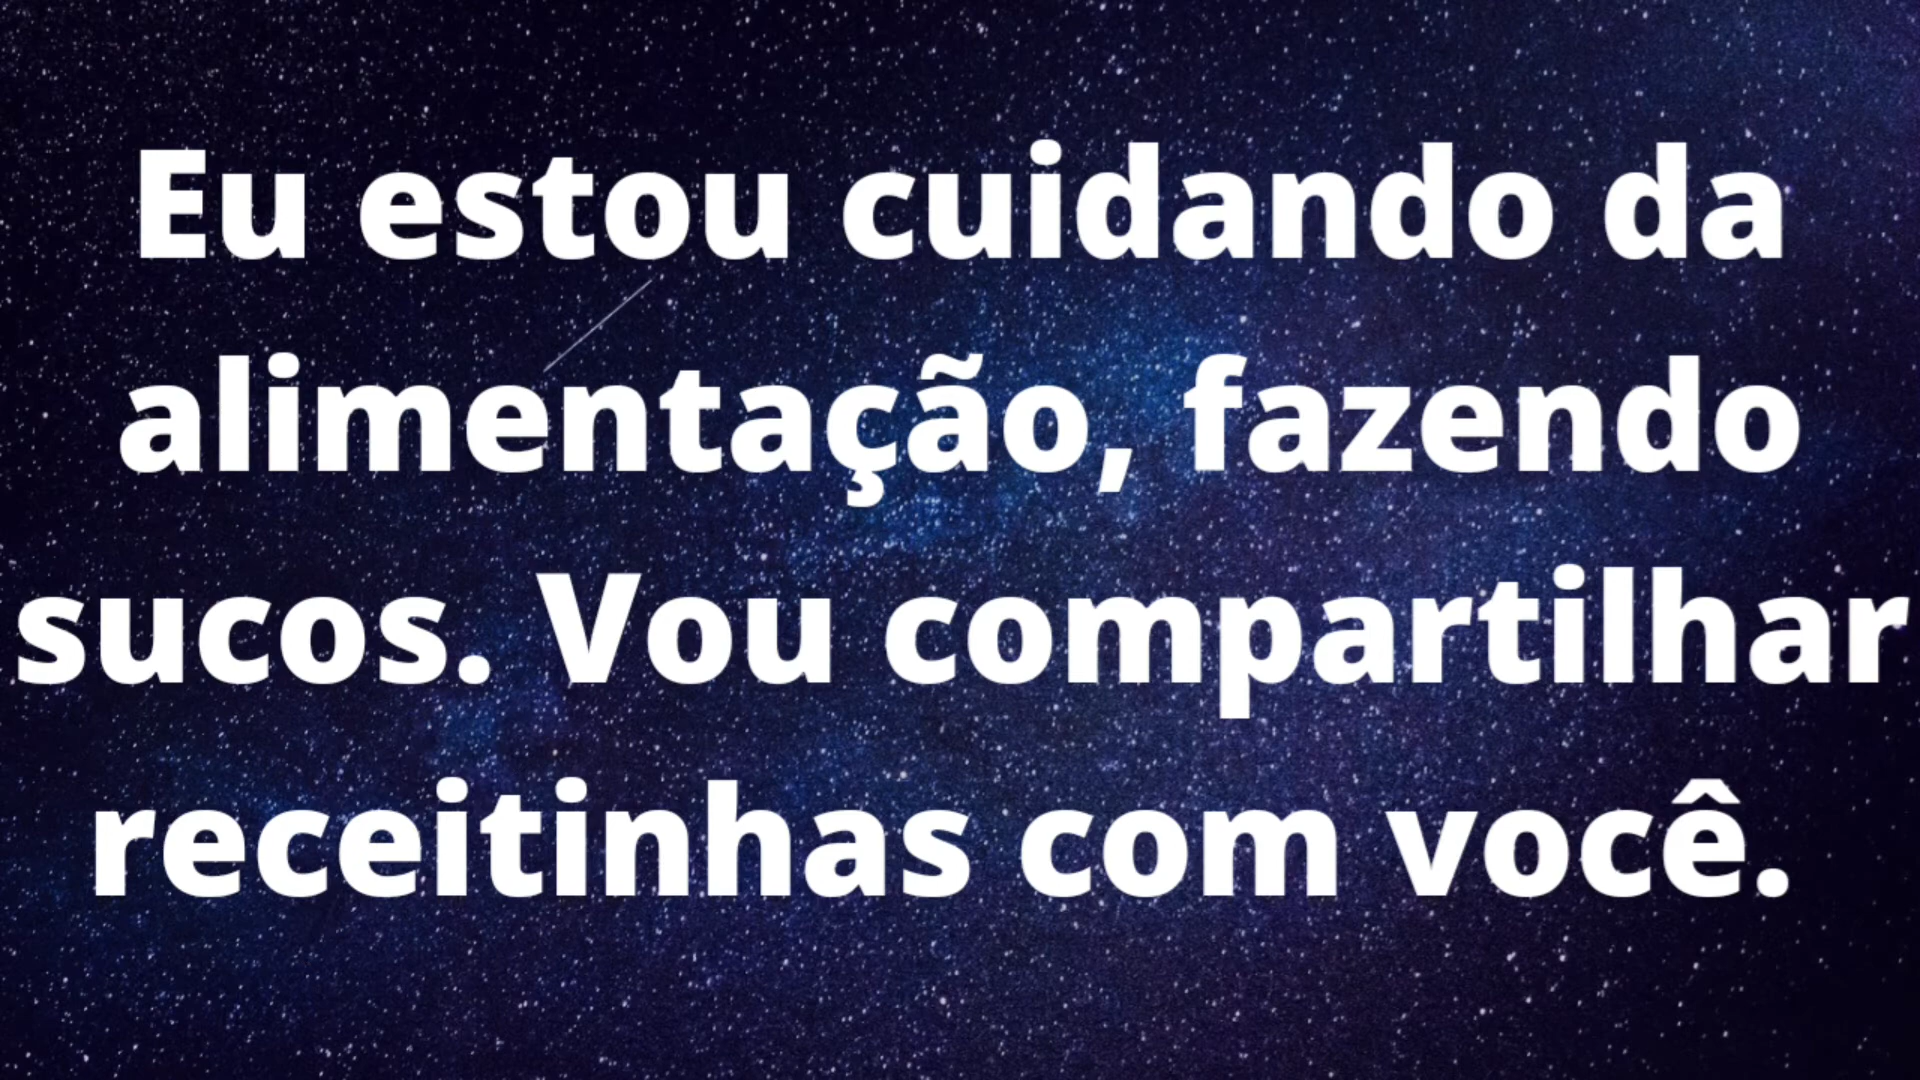 Eu estou cuidando da
alimentação, fazendo
sucos. Vou compartilhar
receitinhas com você.